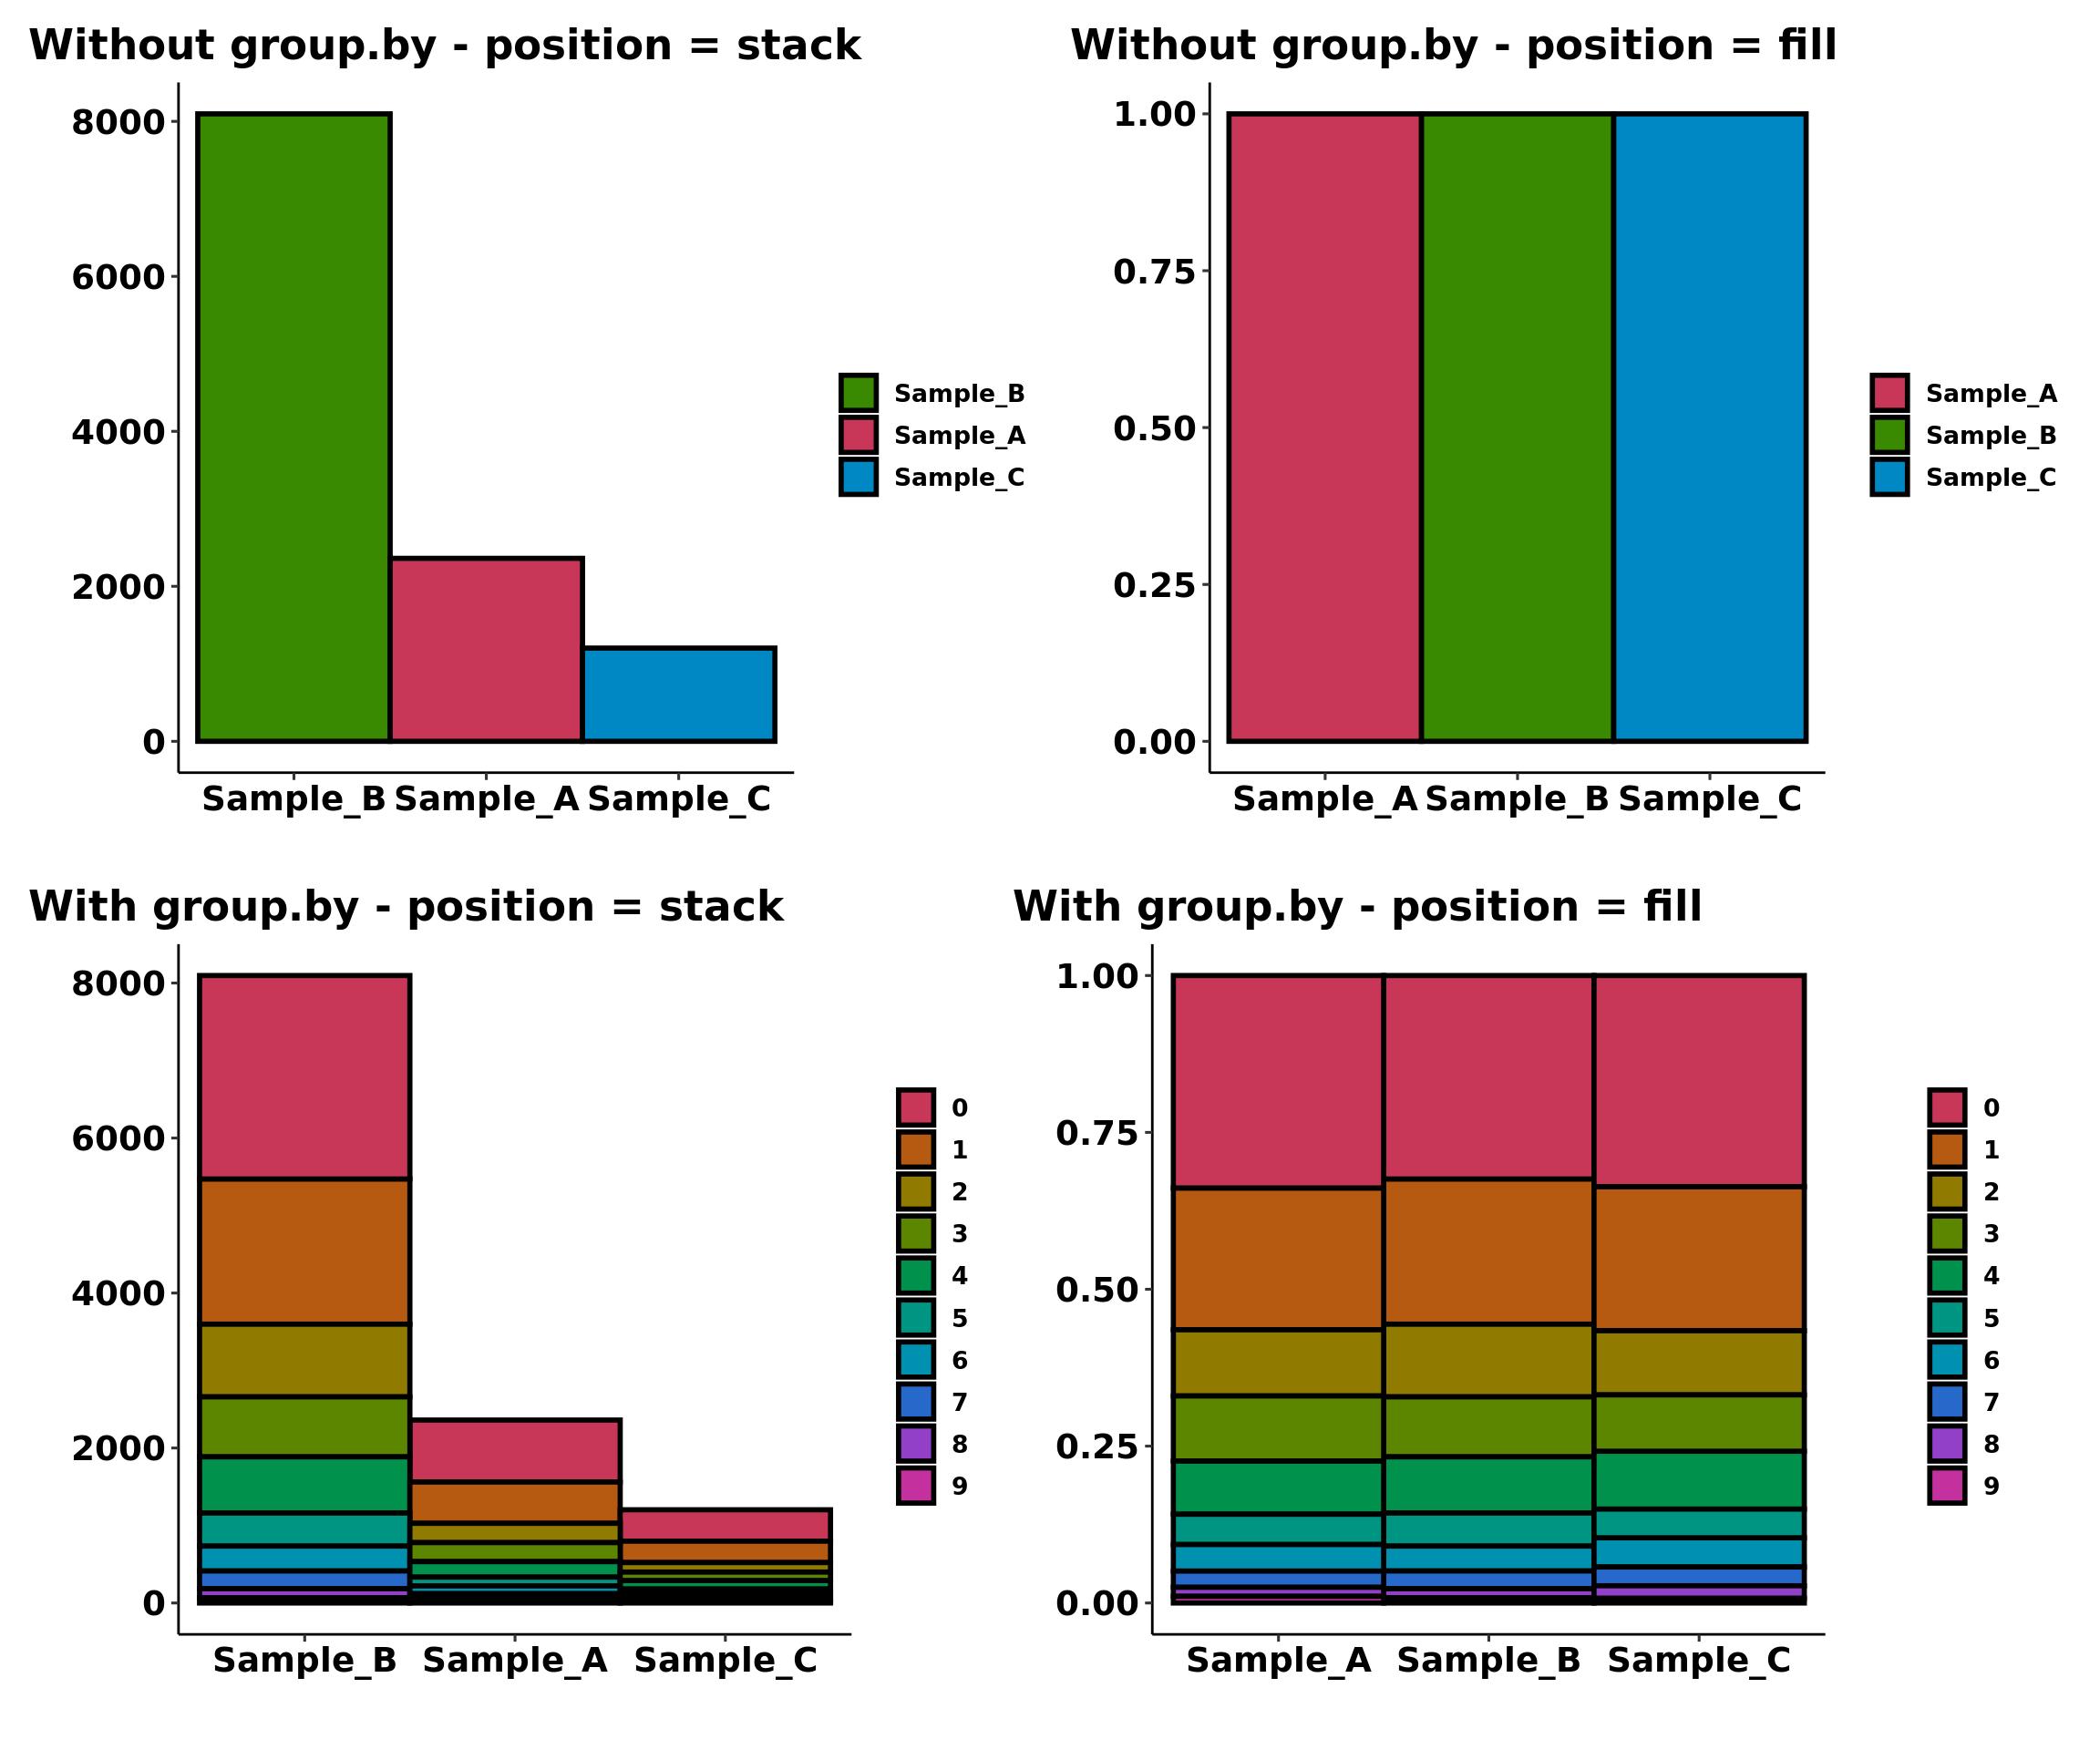 Without group.by - position = stack
8000
6000
4000
2000
0
Sample_B Sample_A Sample_C
Sample_B
Sample_A
Sample_C
Without group.by - position = fill
1.00
0.75
0.50
0.25
0.00
Sample_A Sample_B Sample_C
Sample_A
Sample_B
Sample_C
With group.by - position = stack
8000
6000
4000
2000
0
Sample_B Sample_A Sample_C
0
1
2
3
4
5
6
7
8
9
With group.by - position = fill
1.00
0.75
0.50
0.25
0.00
Sample_A Sample_B Sample_C
0
1
2
3
4
5
6
7
8
9